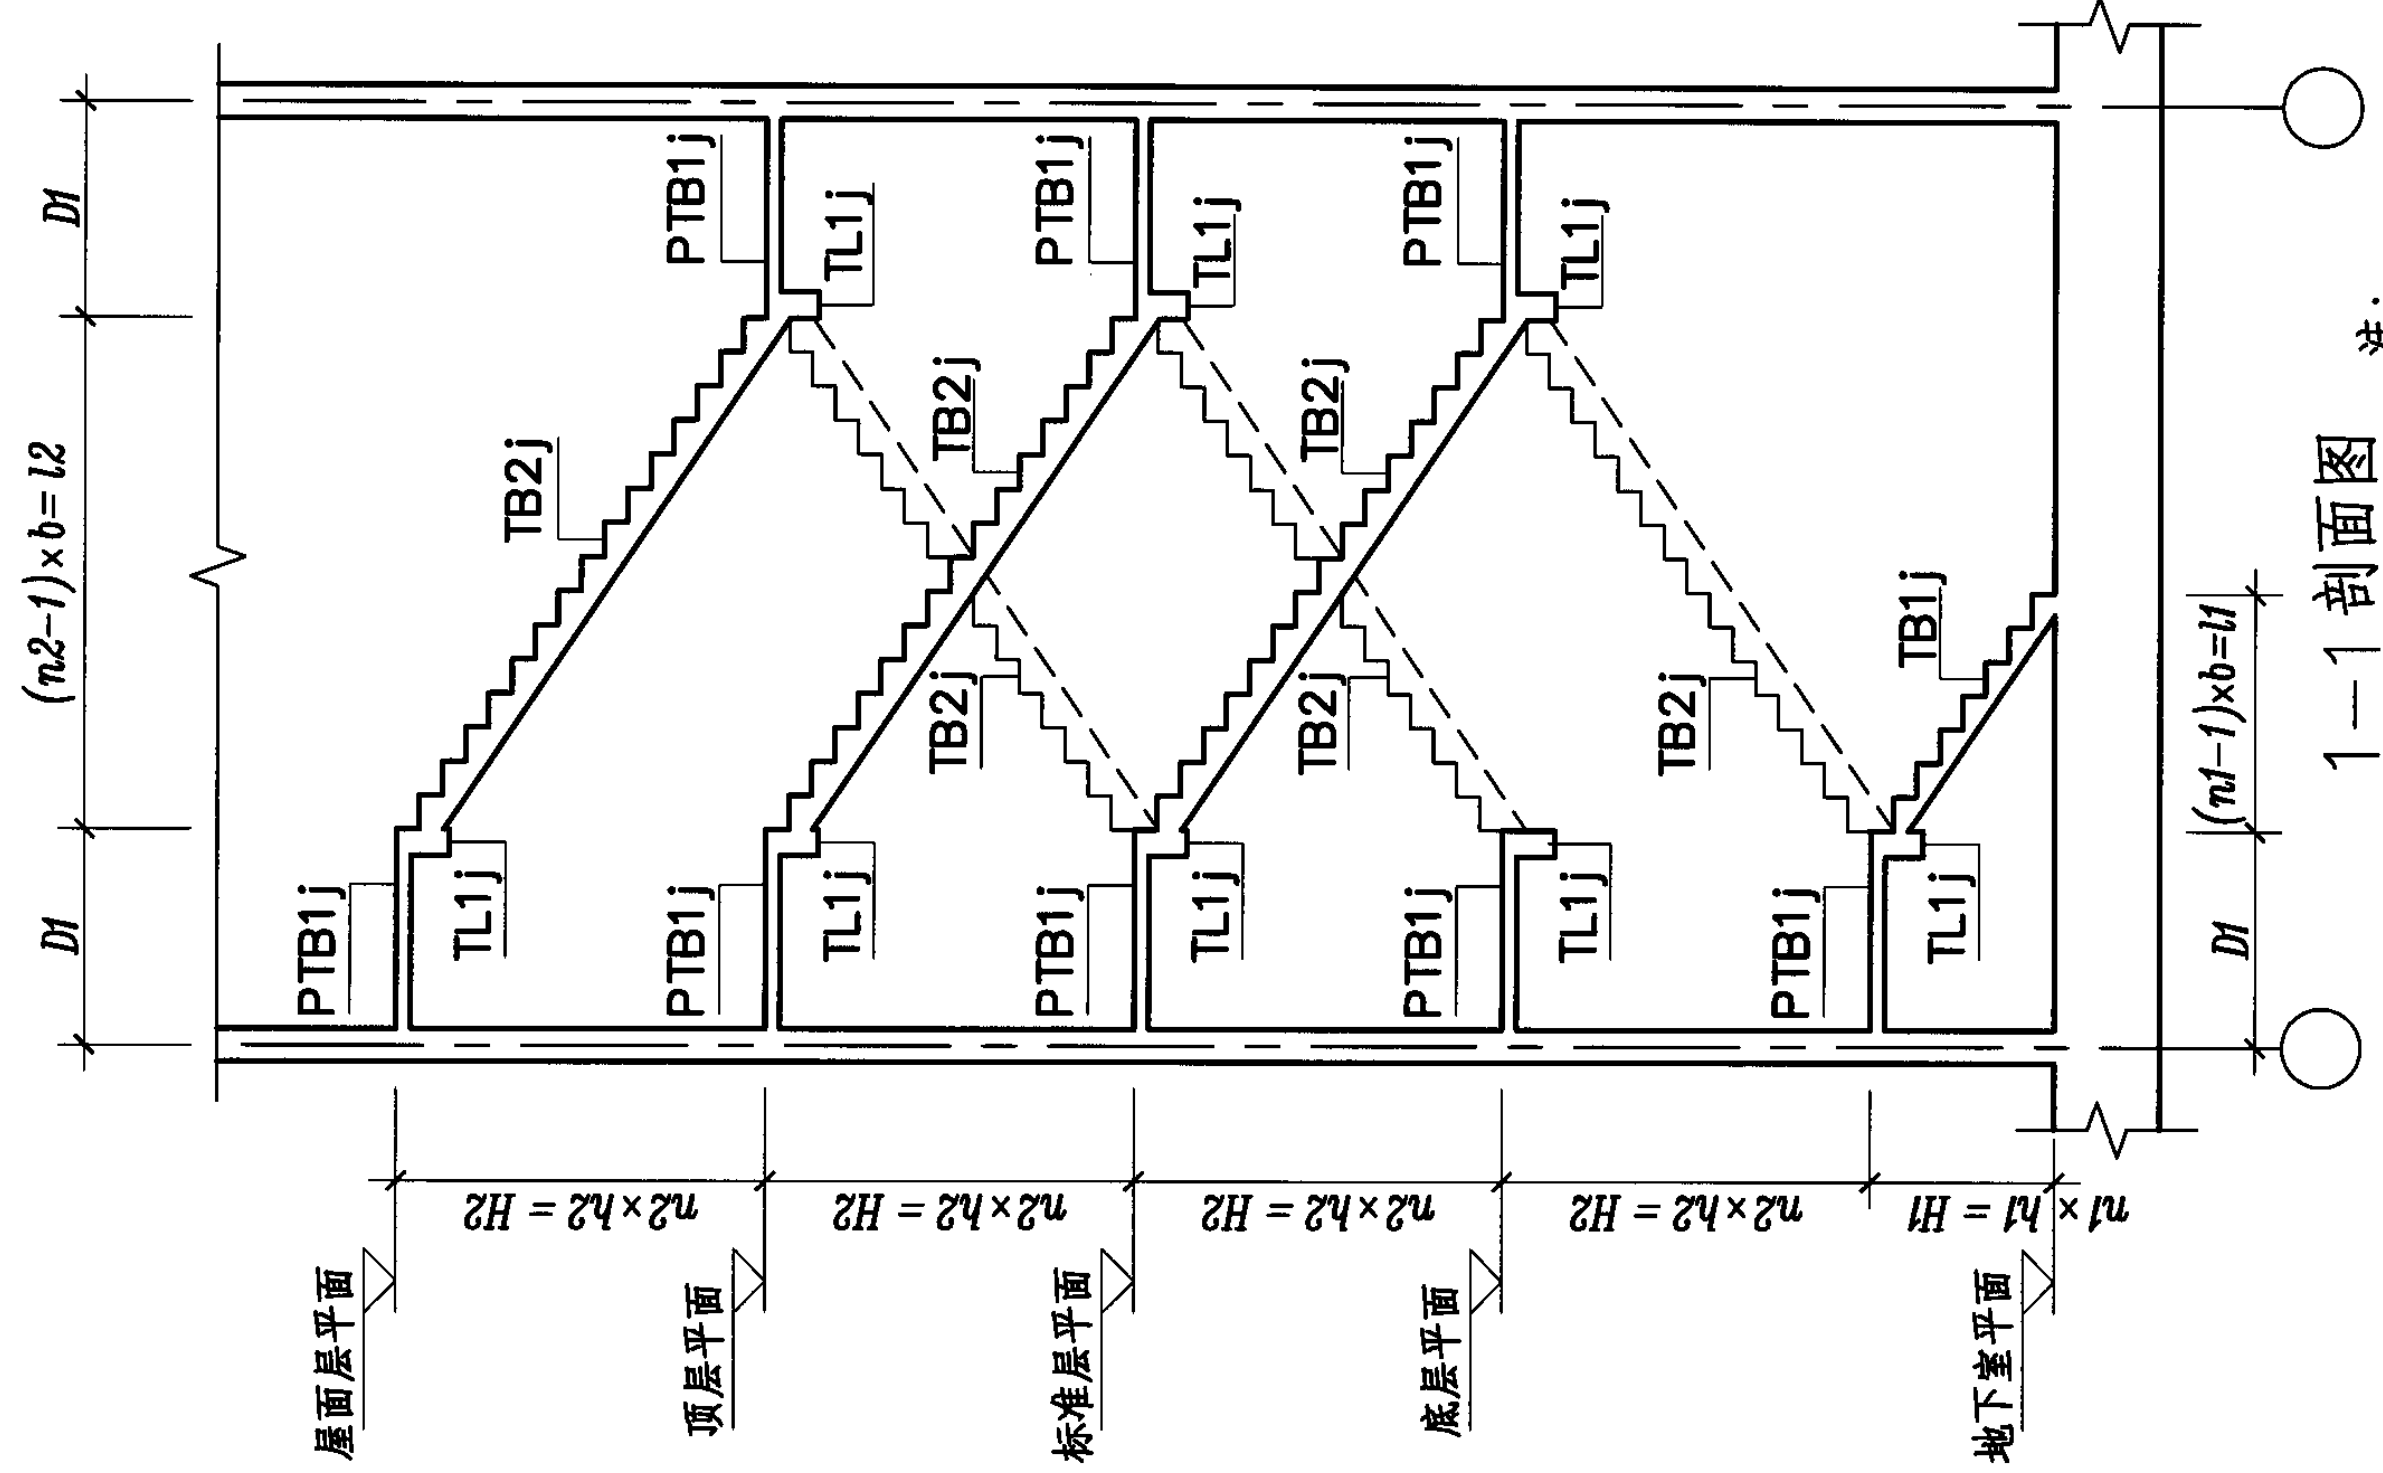 D1
(n2-1)×b=l2
D1
屋面层平面
PTB1j
n2×h2 = H2
TL1j
TB2j
顶层平面
PTB1j
PTB1j
n2×h2 = H2
TL1j
TL1j
TB2j
TB2j
标准层平面
PTB1j
PTB1j
n2×h2 = H2
TL1j
TL1j
TB2j
TB2j
底层平面
PTB1j
PTB1j
n2×h2 = H2
TL1j
TL1j
TB2j
PTB1j
TB1j
n1×h1 = H1
TL1j
地下室平面
D1
(n1-1)×b=l1
1—1 剖面图